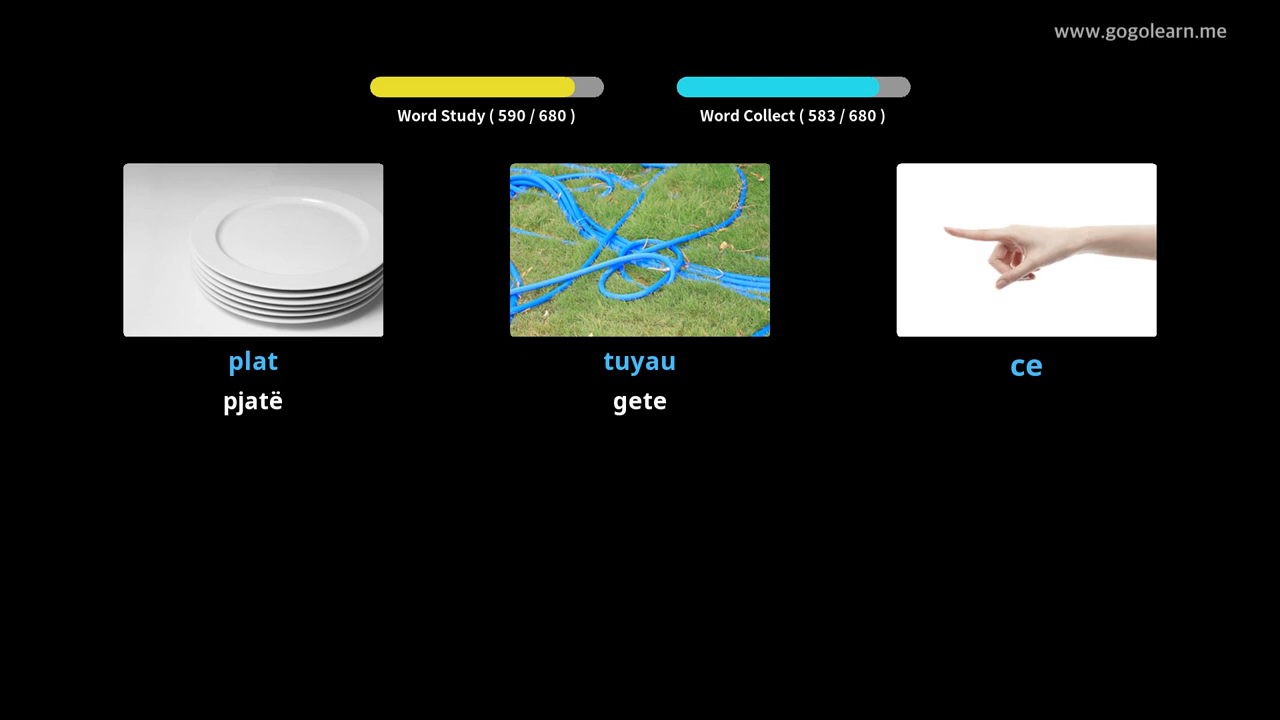 www.gogolearn.me
Word Study ( 590 / 680 )
Word Collect ( 583 / 680 )
plat
tuyau
ce
pjatë
gete